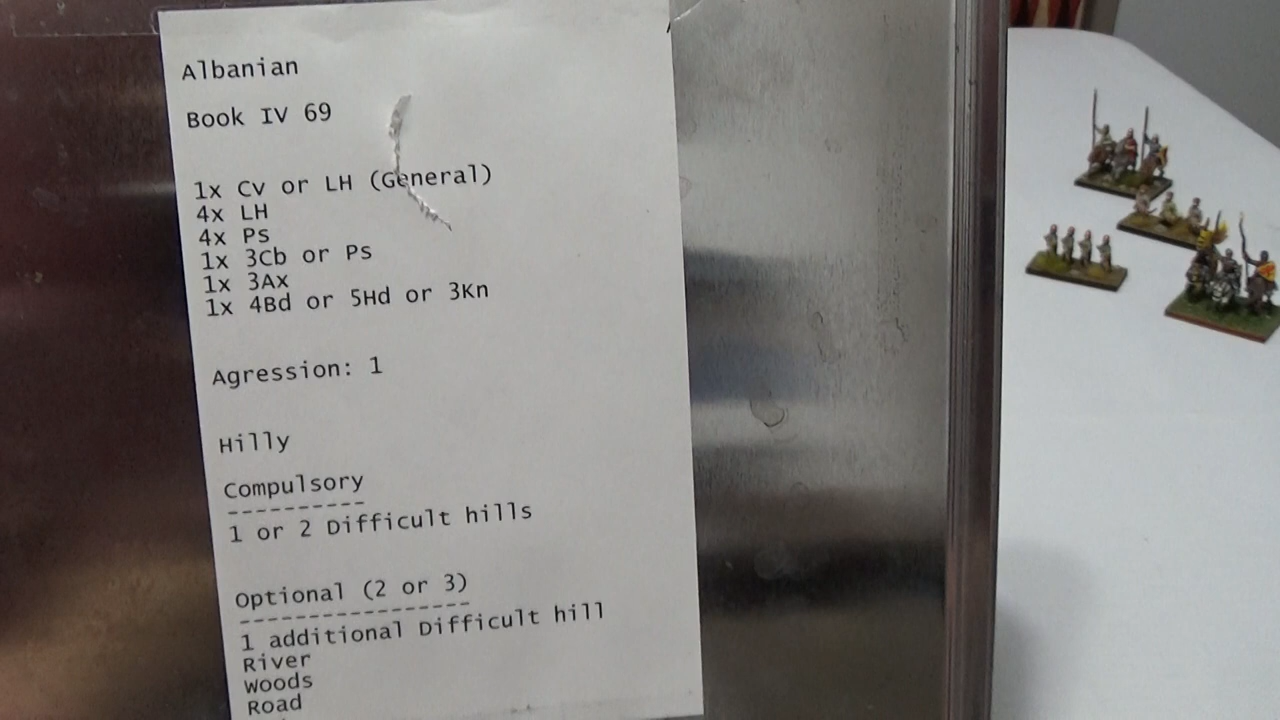 Albanian
Book IV 69
1x Cv or LH (General)
4x LH
4x Ps
1x 3Cb or Ps
1x 3Ax
1x 4Bd or 5Hd or 3Kn
Agression: 1
Hilly
Compulsory
----------
1 or 2 Difficult hills
Optional (2 or 3)
-----------------
1 additional Difficult hill
River
Woods
Road